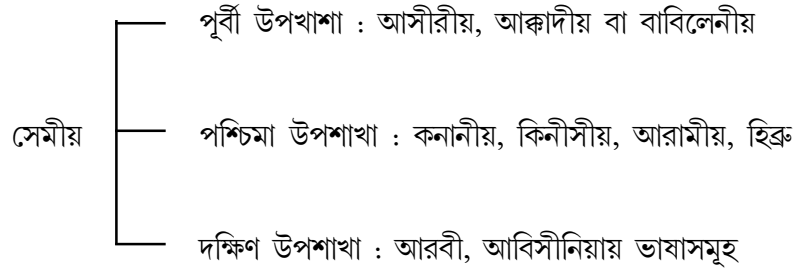 পূর্বী উপখাশা : আসীরীয়, আক্কাদীয় বা বাবিলেনীয়
সেমীয়
পশ্চিমা উপশাখা : কনানীয়, কিনীসীয়, আরামীয়, হিব্রু
দক্ষিণ উপশাখা : আরবী, আবিসীনিয়ায় ভাষাসমূহ